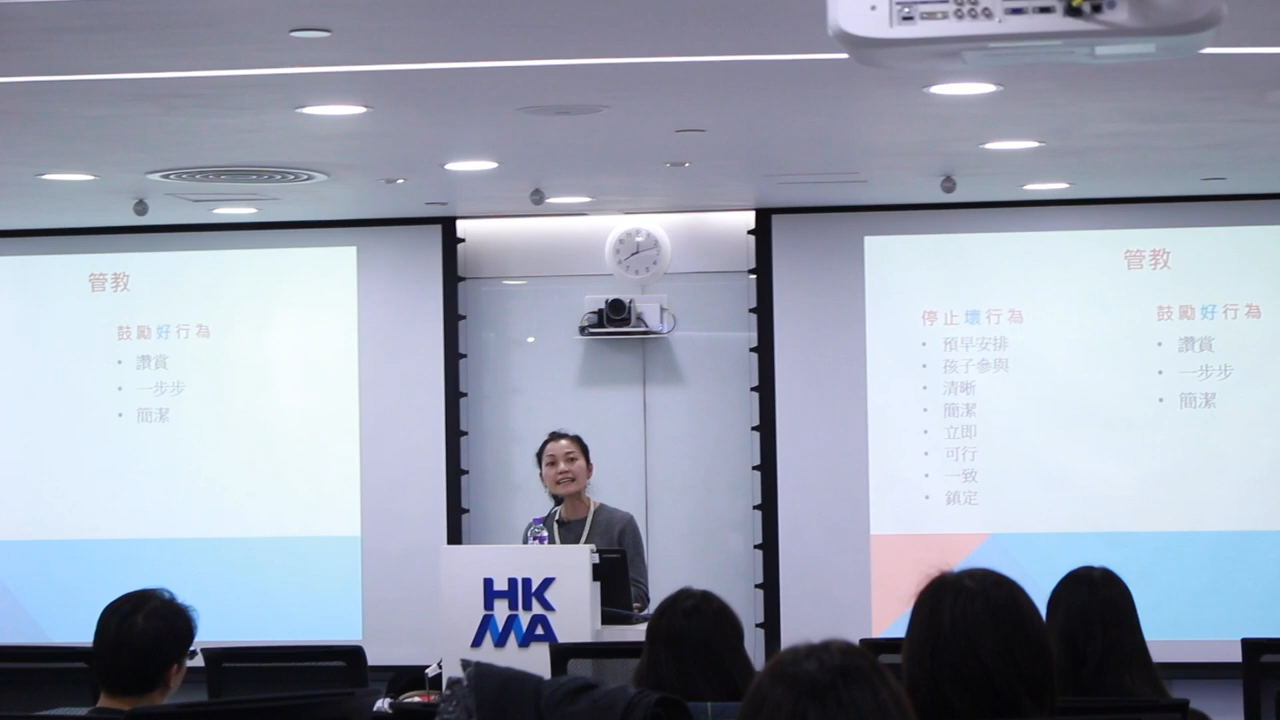 管教
鼓勵好行為
• 讚賞
• 一步步
• 簡潔
管教
停止壞行為
• 預早安排
• 孩子參與
• 清晰
• 簡潔
• 立即
• 可行
• 一致
• 鎮定
鼓勵好行為
• 讚賞
• 一步步
• 簡潔
HK
MA